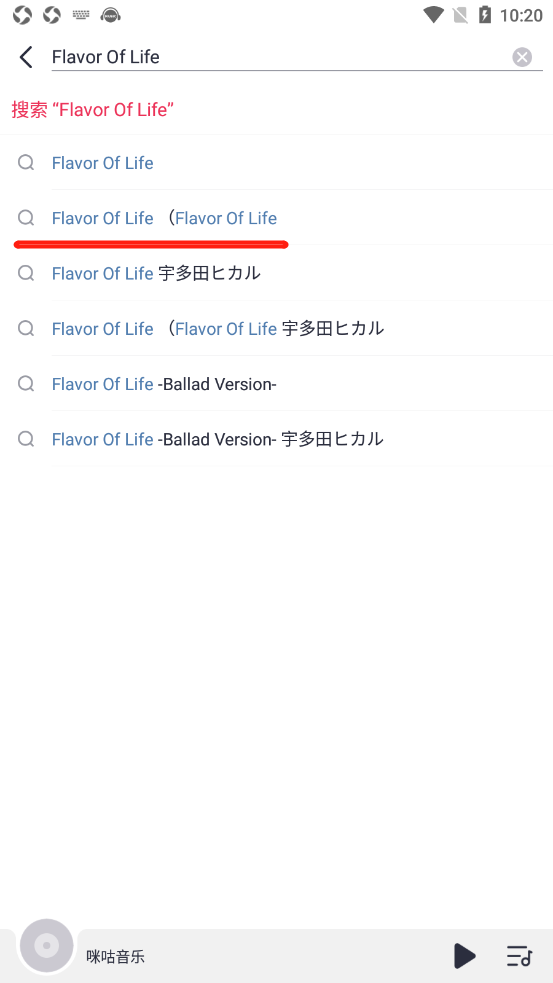 10:20
Flavor Of Life
搜索 “Flavor Of Life”
Flavor Of Life
Flavor Of Life （Flavor Of Life
Flavor Of Life 宇多田ヒカル
Flavor Of Life （Flavor Of Life 宇多田ヒカル
Flavor Of Life -Ballad Version-
Flavor Of Life -Ballad Version- 宇多田ヒカル
咪咕音乐